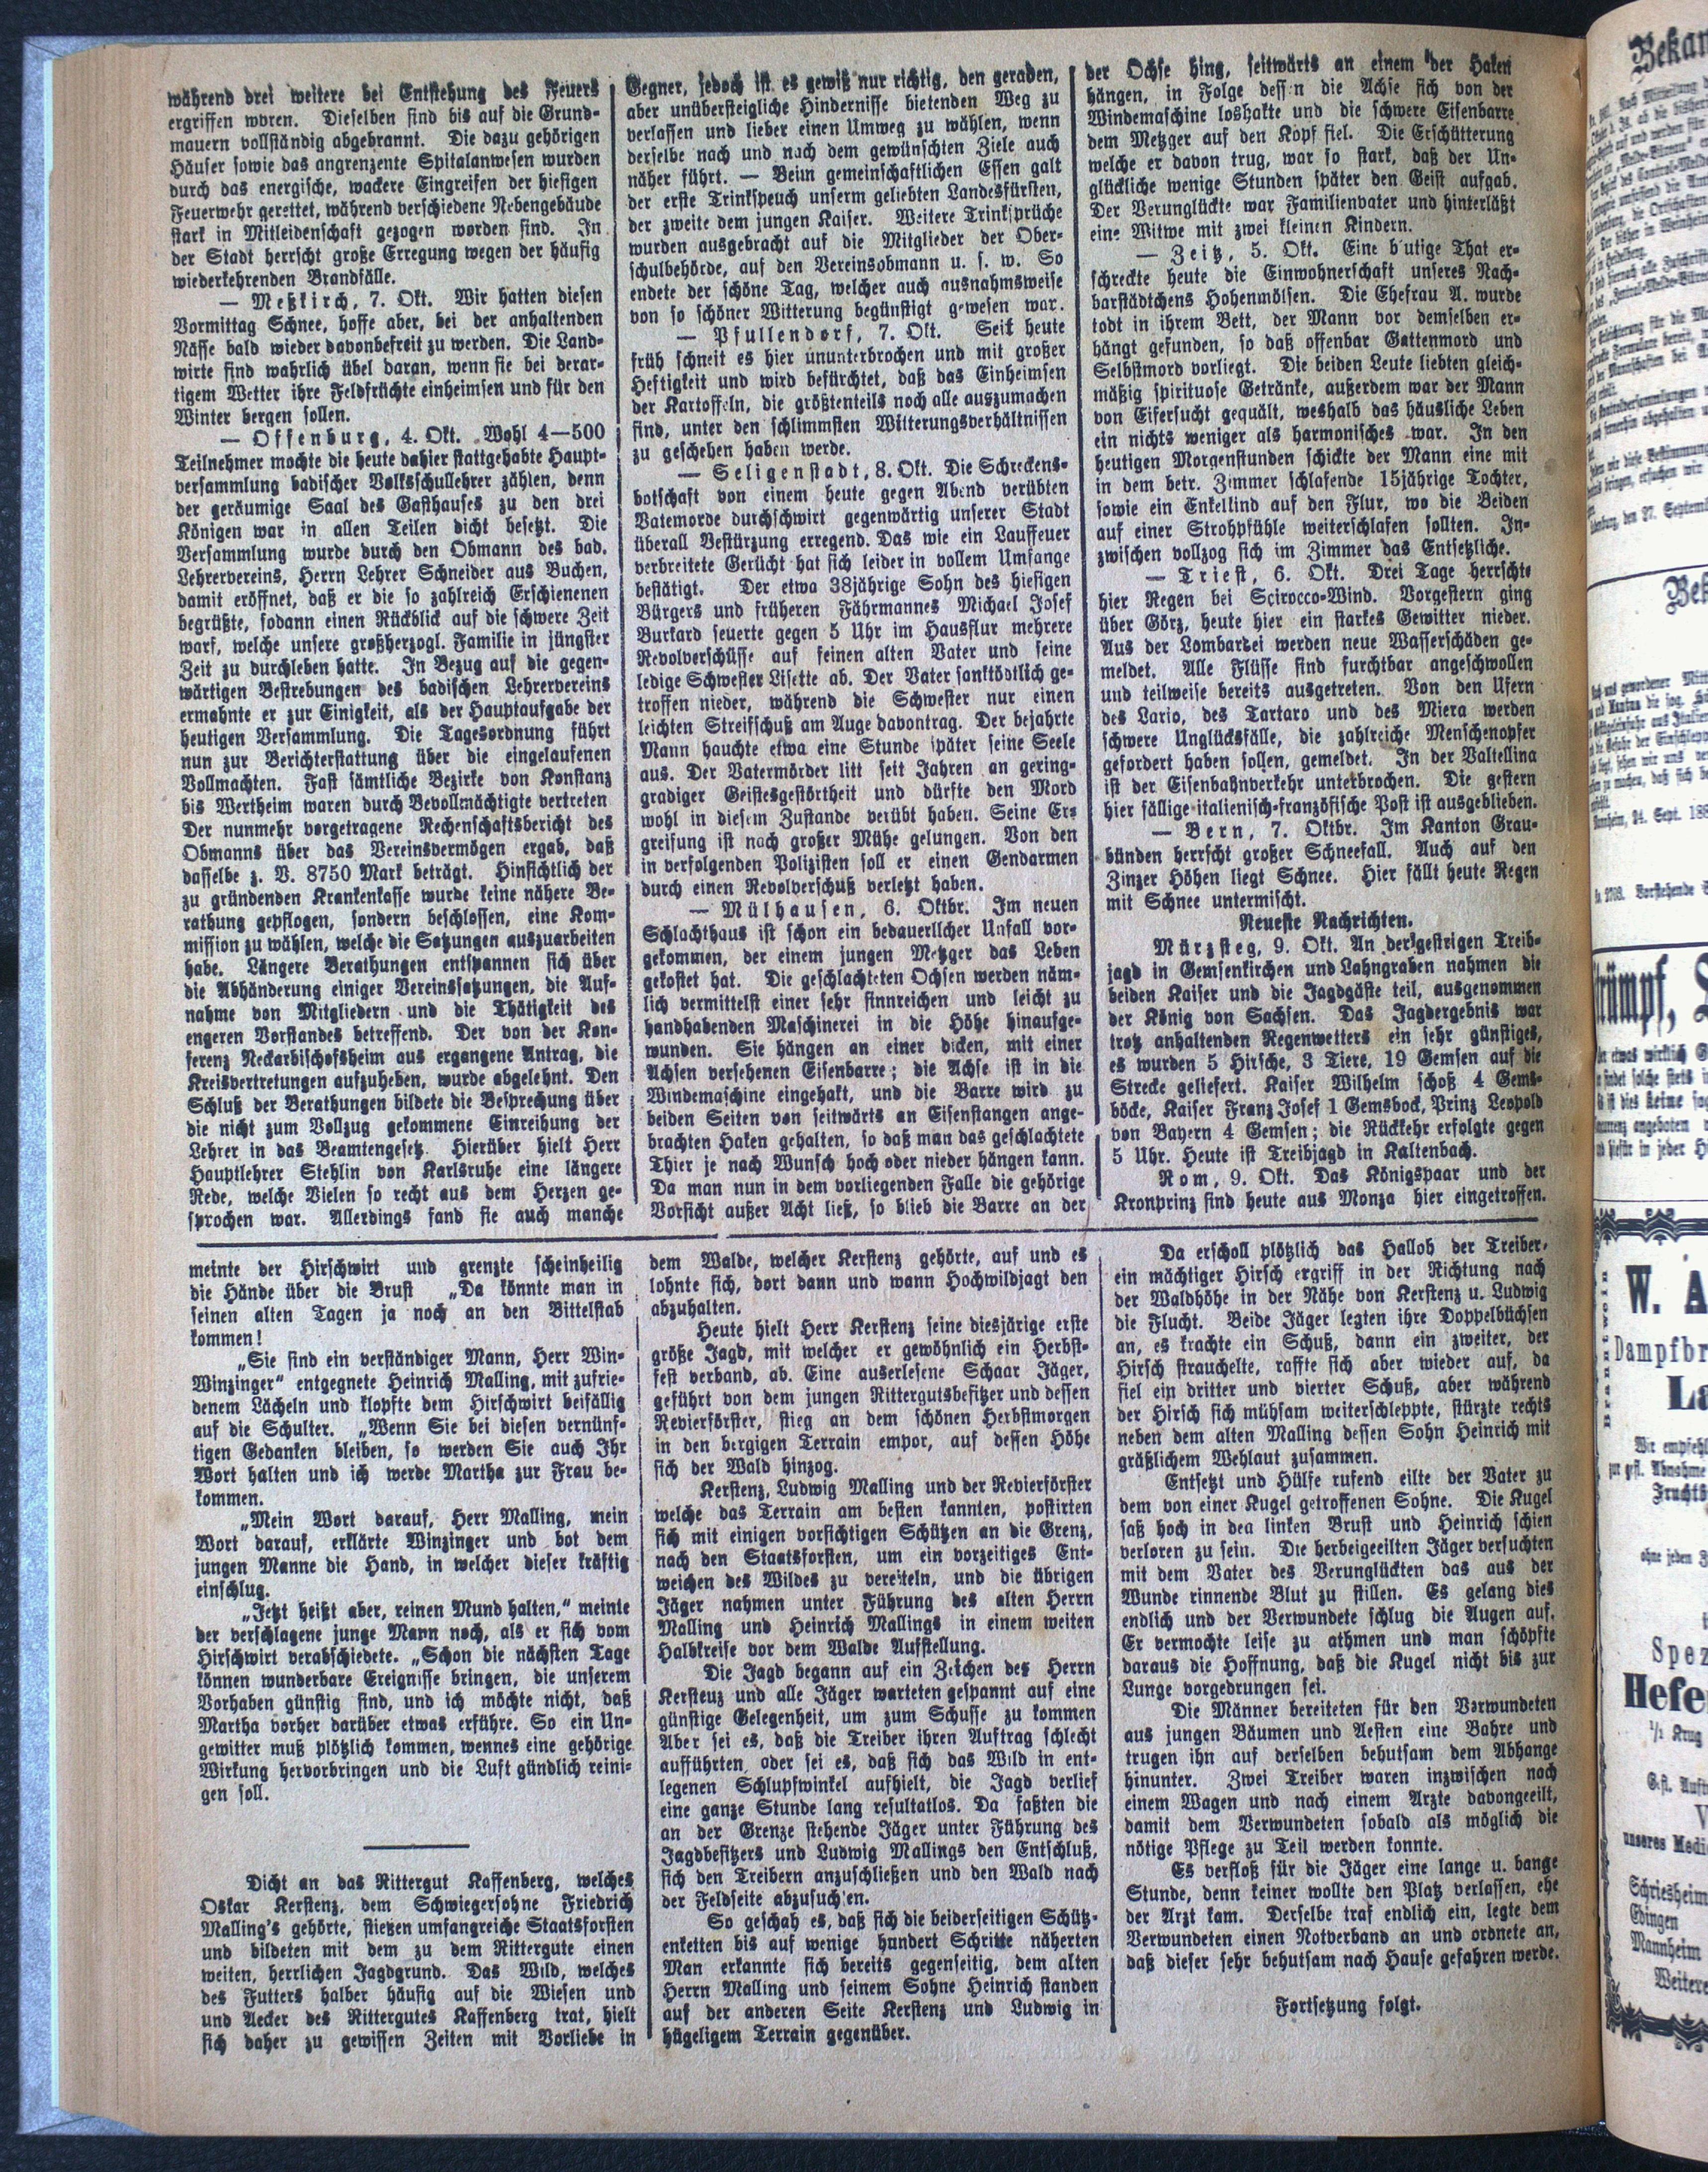 während drei weitere bei Entstehung des Feuers
ergriffen woren. Dieselben sind bis auf die Grund-
mauern vollständig abgebrannt. Die dazu gehörigen
Häuser sowie das angrenzente Spitalanwesen wurden
durch das energische, wackere Eingreifen der hiesigen
Feuerwehr gerettet, während verschiedene Nebengebäude
stark in Mitleidenschaft gezogen worden sind. In
der Stadt herrscht große Erregung wegen der häufig
wiederkehrenden Brandfälle.
— Meßkirch, 7. Okt. Wir hatten diesen
Vormittag Schnee, hoffe aber, bei der anhaltenden
Nässe bald wieder davonbefreit zu werden. Die Land-
wirte sind wahrlich übel daran, wenn sie bei derar-
tigem Wetter ihre Feldfrüchte einheimsen und für den
Winter bergen sollen.
— Offenburg, 4. Okt. Wohl 4—500
Teilnehmer mochte die heute dahier stattgehabte Haupt-
versammlung badischer Volksschullehrer zählen, denn
der geräumige Saal des Gasthauses zu den drei
Königen war in allen Teilen dicht besetzt. Die
Versammlung wurde durch den Obmann des bad.
Lehrervereins, Herrn Lehrer Schneider aus Buchen,
damit eröffnet, daß er die so zahlreich Erschienenen
begrüßte, sodann einen Rückblick auf die schwere Zeit
warf, welche unsere großherzogl. Familie in jüngster
Zeit zu durchleben hatte. In Bezug auf die gegen-
wärtigen Bestrebungen des badischen Lehrervereins
ermahnte er zur Einigkeit, als der Hauptaufgabe der
heutigen Versammlung. Die Tagesordnung führt
nun zur Berichterstattung über die eingelaufenen
Vollmachten. Fast sämtliche Bezirke von Konstanz
bis Wertheim waren durch Bevollmächtigte vertreten
Der nunmehr vorgetragene Rechenschaftsbericht des
Obmanns über das Vereinsvermögen ergab, daß
dasselbe z. B. 8750 Mark beträgt. Hinsichtlich der
zu gründenden Krankenkasse wurde keine nähere Be-
rathung gepflogen, sondern beschlossen, eine Kom-
mission zu wählen, welche die Satzungen auszuarbeiten
habe. Längere Berathungen entspannen sich über
die Abhänderung einiger Vereinssatzungen, die Auf-
nahme von Mitgliedern und die Thätigkeit des
engeren Vorstandes betreffend. Der von der Kon-
ferenz Neckarbischofsheim aus ergangene Antrag, die
Kreisvertretungen aufzuheben, wurde abgelehnt. Den
Schluß der Berathungen bildete die Besprechung über
die nicht zum Vollzug gekommene Einreihung der
Lehrer in das Beamtengesetz. Hierüber hielt Herr
Hauptlehrer Stehlin von Karlsruhe eine längere
Rede, welche Vielen so recht aus dem Herzen ge-
sprochen war. Allerdings fand sie auch manche
Gegner, jedoch ist es gewiß nur richtig, den geraden,
aber unübersteigliche Hindernisse bietenden Weg zu
verlassen und lieber einen Umweg zu wählen, wenn
derselbe nach und nach dem gewünschten Ziele auch
näher führt. — Beim gemeinschaftlichen Essen galt
der erste Trinkspeuch unserm geliebten Landesfürsten,
der zweite dem jungen Kaiser. Weitere Trinksprüche
wurden ausgebracht auf die Mitglieder der Ober-
schulbehörde, auf den Vereinsobmann u. s. w. So
endete der schöne Tag, welcher auch ausnahmsweise
von so schöner Witterung begünstigt gewesen war.
— Pfullendorf, 7. Okt. Seit heute
früh schneit es hier ununterbrochen und mit großer
Heftigkeit und wird befürchtet, daß das Einheimsen
der Kartoffeln, die größtenteils noch alle auszumachen
sind, unter den schlimmsten Witterungsverhältnissen
zu geschehen haben werde.
— Seligenstadt, 8. Okt. Die Schreckens-
botschaft von einem heute gegen Abend verübten
Vatemorde durchschwirt gegenwärtig unserer Stadt
überall Bestürzung erregend. Das wie ein Lauffeuer
verbreitete Gerücht hat sich leider in vollem Umfange
bestätigt. Der etwa 38jährige Sohn des hiesigen
Bürgers und früheren Fährmannes Michael Josef
Burkard feuerte gegen 5 Uhr im Hausflur mehrere
Revolverschüsse auf seinen alten Vater und seine
ledige Schwester Lisette ab. Der Vater sank tödtlich ge-
troffen nieder, während die Schwester nur einen
leichten Streifschuß am Auge davontrag. Der bejahrte
Mann hauchte etwa eine Stunde später seine Seele
aus. Der Vatermörder litt seit Jahren an gering-
gradiger Geistesgestörtheit und dürfte den Mord
wohl in diesem Zustande verübt haben. Seine Er-
greifung ist nach großer Mühe gelungen. Von den
in verfolgenden Polizisten soll er einen Gendarmen
durch einen Revolverschuß verletzt haben.
— Mülhausen, 6. Oktbr. Im neuen
Schlachthaus ist schon ein bedauerllcher Unfall vor-
gekommen, der einem jungen Metzger das Leben
gekostet hat. Die geschlachteten Ochsen werden näm-
lich vermittelst einer sehr sinnreichen und leicht zu
handhabenden Maschinerei in die Höhe hinaufge-
wunden. Sie hängen an einer dicken, mit einer
Achsen versehenen Eisenbarre; die Achse ist in die
Windemaschine eingehakt, und die Barre wird zu
beiden Seiten von seitwärts an Eisenstangen ange-
brachten Haken gehalten, so daß man das geschlachtete
Thier je nach Wunsch hoch oder nieder hängen kann.
Da man nun in dem vorliegenden Falle die gehörige
Vorsicht außer Acht ließ, so blieb die Barre an der
der Ochse hing, seitwärts an einem der Haken
hängen, in Folge dessen die Achse sich von der
Windemaschine loshakte und die schwere Eisenbarre
dem Metzger auf den Kopf fiel. Die Erschütterung
welche er davon trug, war so stark, daß der Un-
glückliche wenige Stunden später den Geist aufgab.
Der Verunglückte war Familienvater und hinterläßt
eine Witwe mit zwei kleinen Kindern.
— Zeitz, 5. Okt. Eine b'utige That er-
schreckte heute die Einwohnerschaft unseres Nach-
barstädtchens Hohenmölsen. Die Ehefrau A. wurde
todt in ihrem Bett, der Mann vor demselben er-
hängt gefunden, so daß offenbar Gattenmord und
Selbstmord vorliegt. Die beiden Leute liebten gleich-
mäßig spirituose Getränke, außerdem war der Mann
von Eifersucht gequält, weshalb das häusliche Leben
ein nichts weniger als harmonisches war. In den
heutigen Morgenstunden schickte der Mann eine mit
in dem betr. Zimmer schlafende 15jährige Tochter,
sowie ein Enkelkind auf den Flur, wo die Beiden
auf einer Strohpfühle weiterschlafen sollten. In-
zwischen vollzog sich im Zimmer das Entsetzliche.
— Triest, 6. Okt. Drei Tage herrschte
hier Regen bei Scirocco-Wind. Vorgestern ging
über Görz, heute hier ein starkes Gewitter nieder.
Aus der Lombardei werden neue Wasserschäden ge-
meldet. Alle Flüsse sind furchtbar angeschwollen
und teilweise bereits ausgetreten. Von den Ufern
des Lario, des Tartaro und des Miera werden
schwere Unglücksfälle, die zahlreiche Menschenopfer
gefordert haben sollen, gemeldet. In der Valtellina
ist der Eisenbahnverkehr unterbrochen. Die gestern
hier fällige italienisch-französische Post ist ausgeblieben.
— Bern, 7. Oktbr. Im Kanton Grau-
bünden herrscht großer Schneefall. Auch auf den
Zinzer Höhen liegt Schnee. Hier fällt heute Regen
mit Schnee untermischt.
Neueste Nachrichten.
Mürzsteg, 9. Okt. An der gestrigen Treib-
jagd in Gemsenkirchen und Lahngraben nahmen die
beiden Kaiser und die Jagdgäste teil, ausgenommen
der König von Sachsen. Das Jagdergebnis war
trotz anhaltenden Regenwetters ein sehr günstiges,
es wurden 5 Hirsche, 3 Tiere, 19 Gemsen auf die
Strecke geliefert. Kaiser Wilhelm schoß 4 Gems-
böcke, Kaiser Franz Josef 1 Gemsbock, Prinz Leopold
von Bayern 4 Gemsen; die Rückkehr erfolgte gegen
5 Uhr. Heute ist Treibjagd in Kaltenbach.
Rom, 9. Okt. Das Königspaar und der
Kronprinz sind heute aus Monza hier eingetroffen.
meinte der Hirschwirt und grenzte scheinheilig
die Hände über die Brust „Da könnte man in
seinen alten Tagen ja noch an den Bittelstab
kommen!
„Sie sind ein verständiger Mann, Herr Win-
Winzinger“ entgegnete Heinrich Malling, mit zufrie-
denem Lächeln und klopfte dem Hirschwirt beifällig
auf die Schulter. „Wenn Sie bei diesen vernünf-
tigen Gedanken bleiben, so werden Sie auch Ihr
Wort halten und ich werde Martha zur Frau be-
kommen.
„Mein Wort darauf, Herr Malling, mein
Wort darauf, erklärte Winzinger und bot dem
jungen Manne die Hand, in welcher dieser kräftig
einschlug.
„Jetzt heißt aber, reinen Mund halten,“ meinte
der verschlagene junge Mann noch, als er sich vom
Hirschwirt verabschiedete. „Schon die nächsten Tage
können wunderbare Ereignisse bringen, die unserem
Vorhaben günstig sind, und ich möchte nicht, daß
Martha vorher darüber etwas erführe. So ein Un-
gewitter muß plötzlich kommen, wennes eine gehörige
Wirkung hervorbringen und die Luft gündlich reini-
gen soll.
Dicht an das Rittergut Kaffenberg, welches
Oskar Kerstenz, dem Schwiegersohne Friedrich
Malling's gehörte, stießen umfangreiche Staatsforsten
und bildeten mit dem zu dem Rittergute einen
weiten, herrlichen Jagdgrund. Das Wild, welches
des Futters halber häufig auf die Wiesen und
und Aecker des Rittergutes Kaffenberg trat, hielt
sich daher zu gewissen Zeiten mit Vorliebe in
dem Walde, welcher Kerstenz gehörte, auf und es
lohnte sich, dort dann und wann Hochwildjagt den
abzuhalten.
Heute hielt Herr Kerstenz seine diesjärige erste
größe Jagd, mit welcher er gewöhnlich ein Herbst-
fest verband, ab. Eine auserlesene Schaar Jäger,
geführt von dem jungen Rittergutsbesitzer und dessen
Revierförster, stieg an dem schönen Herbstmorgen
in den bergigen Terrain empor, auf dessen Höhe
sich der Wald hinzog.
Kerstenz, Ludwig Malling und der Revierförster
welche das Terrain am besten kannten, postirten
sich mit einigen vorsichtigen Schützen an die Grenz,
nach den Staatsforsten, um ein vorzeitiges Ent-
weichen des Wildes zu vereiteln, und die übrigen
Jäger nahmen unter Führung des alten Herrn
Malling und Heinrich Mallings in einem weiten
Halbkreise vor dem Walde Aufstellung.
Die Jagd begann auf ein Zeichen des Herrn
Kersteuz und alle Jäger warteten gespannt auf eine
günstige Gelegenheit, um zum Schusse zu kommen
Aber sei es, daß die Treiber ihren Auftrag schlecht
aufführten oder sei es, daß sich das Wild in ent-
legenen Schlupfwinkel aufhielt, die Jagd verlief
eine ganze Stunde lang resultatlos. Da faßten die
an der Grenze stehende Jäger unter Führung des
Jagdbesitzers und Ludwig Mallings den Entschluß,
sich den Treibern anzuschließen und den Wald nach
der Feldseite abzusuchen.
So geschah es, daß sich die beiderseitigen Schütz-
enketten bis auf wenige hundert Schritte näherten
Man erkannte sich bereits gegenseitig, dem alten
Herrn Malling und seinem Sohne Heinrich standen
auf der anderen Seite Kerstenz und Ludwig in
hügeligem Terrain gegenüber.
Da erscholl plötzlich das Halloh der Treiber,
ein mächtiger Hirsch ergriff in der Richtung nach
der Waldhöhe in der Nähe von Kerstenz u. Ludwig
die Flucht. Beide Jäger legten ihre Doppelbüchsen
an, es krachte ein Schuß, dann ein zweiter, der
Hirsch strauchelte, raffte sich aber wieder auf, da
fiel ein dritter und vierter Schuß, aber während
der Hirsch sich mühsam weiterschleppte, stürzte rechts
neben dem alten Malling dessen Sohn Heinrich mit
gräßlichem Wehlaut zusammen.
Entsetzt und Hülfe rufend eilte der Vater zu
dem von einer Kugel getroffenen Sohne. Die Kugel
saß hoch in dea linken Brust und Heinrich schien
verloren zu sein. Die herbeigeeilten Jäger versuchten
mit dem Vater des Verunglückten das aus der
Wunde rinnende Blut zu stillen. Es gelang dies
endlich und der Verwundete schlug die Augen auf.
Er vermochte leise zu athmen und man schöpfte
daraus die Hoffnung, daß die Kugel nicht bis zur
Lunge vorgedrungen sei.
Die Männer bereiteten für den Verwundeten
aus jungen Bäumen und Aesten eine Bahre und
trugen ihn auf derselben behutsam dem Abhange
hinunter. Zwei Treiber waren inzwischen nach
einem Wagen und nach einem Arzte davongeeilt,
damit dem Verwundeten sobald als möglich die
nötige Pflege zu Teil werden konnte.
Es verfloß für die Jäger eine lange u. bange
Stunde, denn keiner wollte den Platz verlassen, ehe
der Arzt kam. Derselbe traf endlich ein, legte dem
Verwundeten einen Notverband an und ordnete an,
daß dieser sehr behutsam nach Hause gefahren werde.
Fortsetzung folgt.
W. A
Dampfbr
Branntwein
Wir empfehl
zur gefl. Abnahme
ohne jeden
Spez
Hefe
1/1 Krug
unseres Medi
Schriesheim
Edingen
Mannheim
Weitere